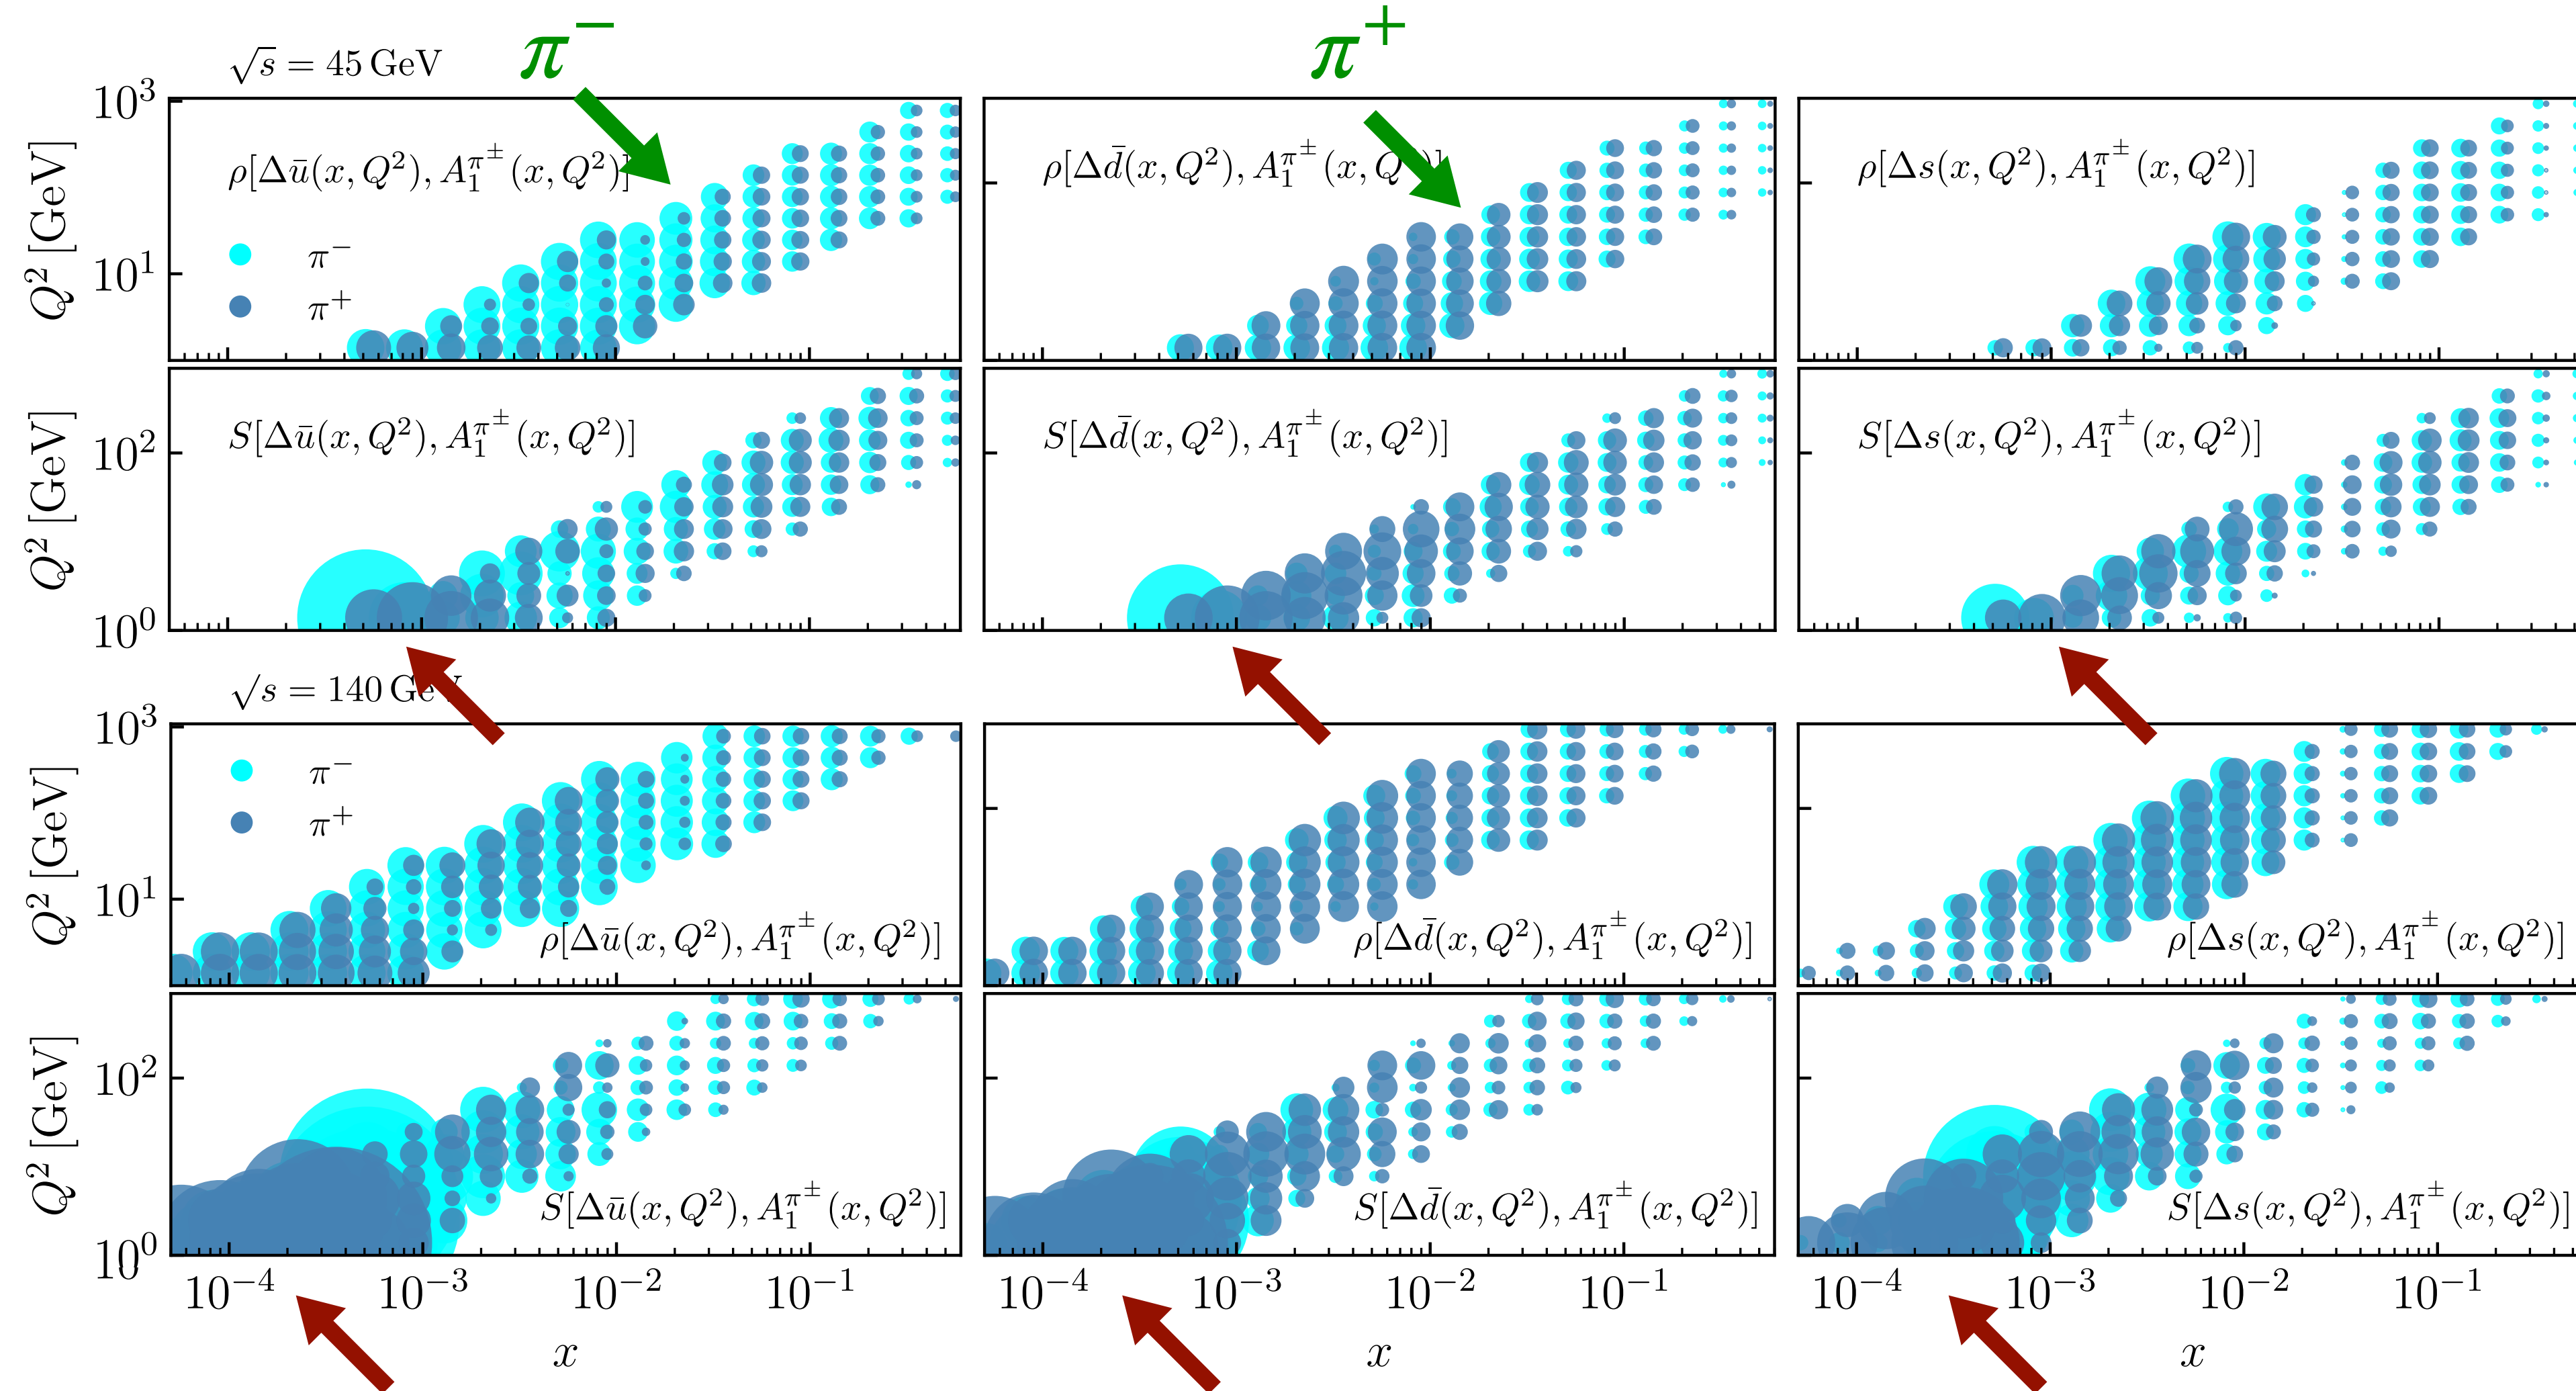 π⁻ π⁺
√s = 45 GeV
10³
ρ[Δū(x, Q²), A₁^{π±}(x, Q²)] ρ[Δd̄(x, Q²), A₁^{π±}(x, Q²)] ρ[Δs(x, Q²), A₁^{π±}(x, Q²)]
Q² [GeV]
π⁻
10¹
π⁺
S[Δū(x, Q²), A₁^{π±}(x, Q²)] S[Δd̄(x, Q²), A₁^{π±}(x, Q²)] S[Δs(x, Q²), A₁^{π±}(x, Q²)]
10²
Q² [GeV]
10⁰
√s = 140 GeV
10³
π⁻
π⁺
Q² [GeV]
10¹
ρ[Δū(x, Q²), A₁^{π±}(x, Q²)] ρ[Δd̄(x, Q²), A₁^{π±}(x, Q²)] ρ[Δs(x, Q²), A₁^{π±}(x, Q²)]
10²
Q² [GeV]
S[Δū(x, Q²), A₁^{π±}(x, Q²)] S[Δd̄(x, Q²), A₁^{π±}(x, Q²)] S[Δs(x, Q²), A₁^{π±}(x, Q²)]
10⁰
10⁻⁴ 10⁻³ 10⁻² 10⁻¹ 10⁻⁴ 10⁻³ 10⁻² 10⁻¹ 10⁻⁴ 10⁻³ 10⁻² 10⁻¹
x x x